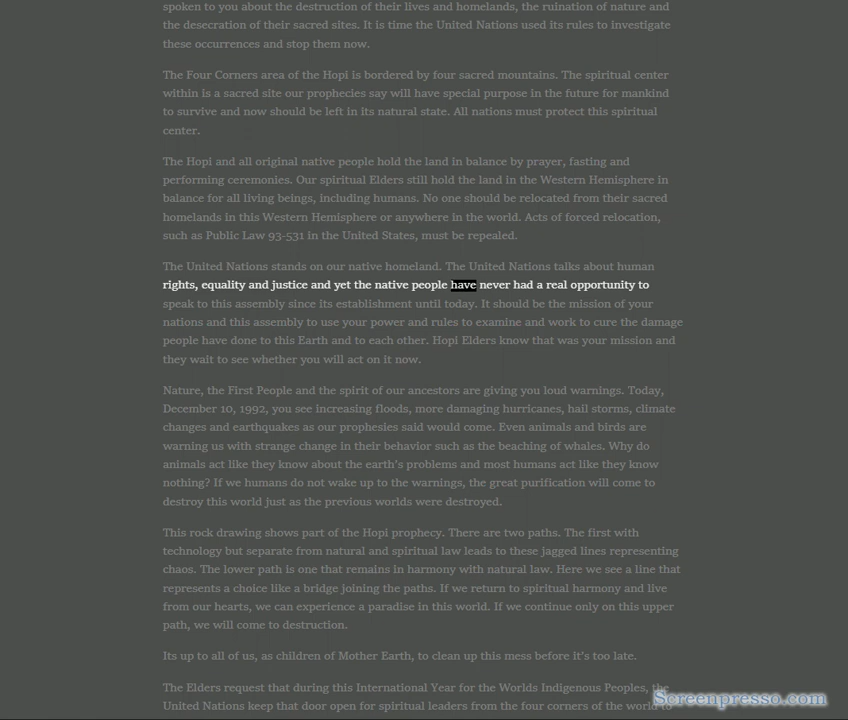 spoken to you about the destruction of their lives and homelands, the ruination of nature and
the desecration of their sacred sites. It is time the United Nations used its rules to investigate
these occurrences and stop them now.
The Four Corners area of the Hopi is bordered by four sacred mountains. The spiritual center
within is a sacred site our prophecies say will have special purpose in the future for mankind
to survive and now should be left in its natural state. All nations must protect this spiritual
center.
The Hopi and all original native people hold the land in balance by prayer, fasting and
performing ceremonies. Our spiritual Elders still hold the land in the Western Hemisphere in
balance for all living beings, including humans. No one should be relocated from their sacred
homelands in this Western Hemisphere or anywhere in the world. Acts of forced relocation,
such as Public Law 93-531 in the United States, must be repealed.
The United Nations stands on our native homeland. The United Nations talks about human
rights, equality and justice and yet the native people have never had a real opportunity to
speak to this assembly since its establishment until today. It should be the mission of your
nations and this assembly to use your power and rules to examine and work to cure the damage
people have done to this Earth and to each other. Hopi Elders know that was your mission and
they wait to see whether you will act on it now.
Nature, the First People and the spirit of our ancestors are giving you loud warnings. Today,
December 10, 1992, you see increasing floods, more damaging hurricanes, hail storms, climate
changes and earthquakes as our prophesies said would come. Even animals and birds are
warning us with strange change in their behavior such as the beaching of whales. Why do
animals act like they know about the earth's problems and most humans act like they know
nothing? If we humans do not wake up to the warnings, the great purification will come to
destroy this world just as the previous worlds were destroyed.
This rock drawing shows part of the Hopi prophecy. There are two paths. The first with
technology but separate from natural and spiritual law leads to these jagged lines representing
chaos. The lower path is one that remains in harmony with natural law. Here we see a line that
represents a choice like a bridge joining the paths. If we return to spiritual harmony and live
from our hearts, we can experience a paradise in this world. If we continue only on this upper
path, we will come to destruction.
Its up to all of us, as children of Mother Earth, to clean up this mess before it's too late.
The Elders request that during this International Year for the Worlds Indigenous Peoples, the
United Nations keep that door open for spiritual leaders from the four corners of the world to
Screenpresso.com